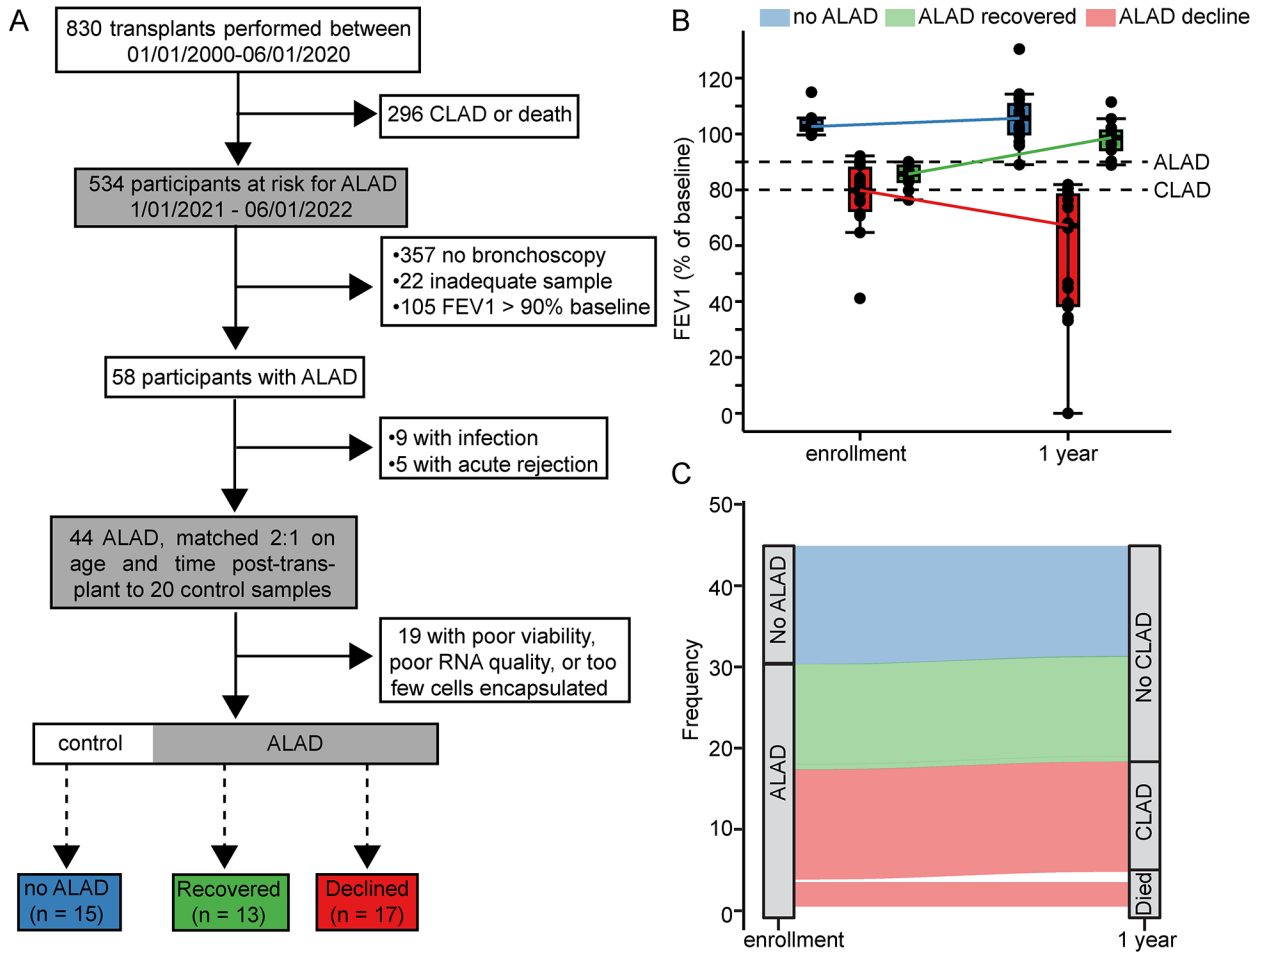 A
830 transplants performed between
01/01/2000-06/01/2020
296 CLAD or death
534 participants at risk for ALAD
1/01/2021 - 06/01/2022
•357 no bronchoscopy
•22 inadequate sample
•105 FEV1 > 90% baseline
58 participants with ALAD
•9 with infection
•5 with acute rejection
44 ALAD, matched 2:1 on
age and time post-trans-
plant to 20 control samples
19 with poor viability,
poor RNA quality, or too
few cells encapsulated
control
ALAD
no ALAD
(n = 15)
Recovered
(n = 13)
Declined
(n = 17)
B
no ALAD
ALAD recovered
ALAD decline
FEV1 (% of baseline)
120
100
80
60
40
20
0
ALAD
CLAD
enrollment
1 year
C
Frequency
50
40
30
20
10
0
No ALAD
ALAD
No CLAD
CLAD
Died
enrollment
1 year